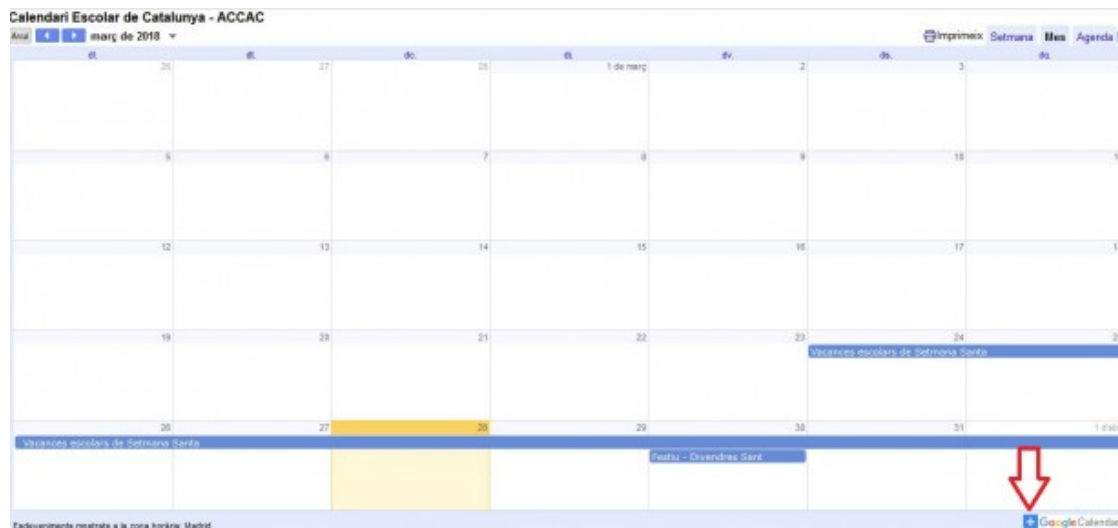 Calendari Escolar de Catalunya - ACCAC
Avui març de 2018 Imprimeix Setmana Mes Agenda
dl. dt. dc. dj. dv. ds. dg.
26 27 28 1 de març 2 3
5 6 7 8 9 10
12 13 14 15 16 17
19 20 21 22 23 24
Vacances escolars de Setmana Santa
26 27 28 29 30 31
Vacances escolars de Setmana Santa
Festiu - Divendres Sant
Esdeveniments mostrats a la zona horària: Madrid
Google Calendar